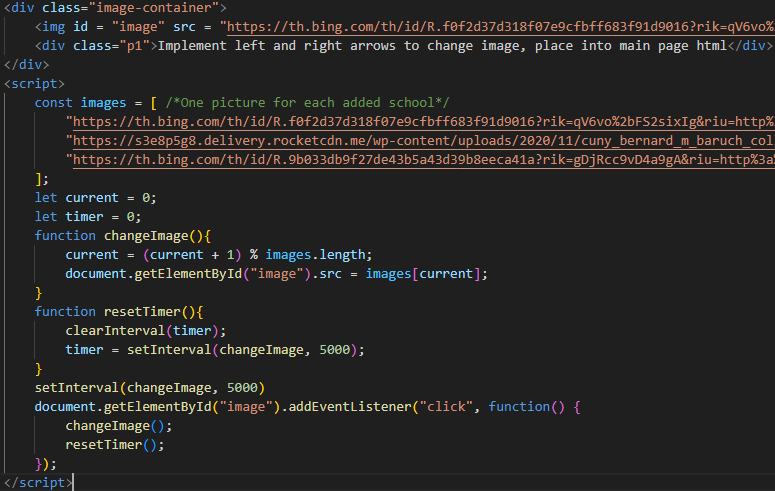 <div class="image-container">
    <img id = "image" src = "https://th.bing.com/th/id/R.f0f2d37d318f07e9cfbff683f91d9016?rik=qV6vo%
    <div class="p1">Implement left and right arrows to change image, place into main page html</div>
</div>
<script>
    const images = [ /*One picture for each added school*/
        "https://th.bing.com/th/id/R.f0f2d37d318f07e9cfbff683f91d9016?rik=qV6vo%2bFS2sixIg&riu=http%
        "https://s3e8p5g8.delivery.rocketcdn.me/wp-content/uploads/2020/11/cuny_bernard_m_baruch_col
        "https://th.bing.com/th/id/R.9b033db9f27de43b5a43d39b8eeca41a?rik=gDjRcc9vD4a9gA&riu=http%3a%
    ];
    let current = 0;
    let timer = 0;
    function changeImage(){
        current = (current + 1) % images.length;
        document.getElementById("image").src = images[current];
    }
    function resetTimer(){
        clearInterval(timer);
        timer = setInterval(changeImage, 5000);
    }
    setInterval(changeImage, 5000)
    document.getElementById("image").addEventListener("click", function() {
        changeImage();
        resetTimer();
    });
</script>